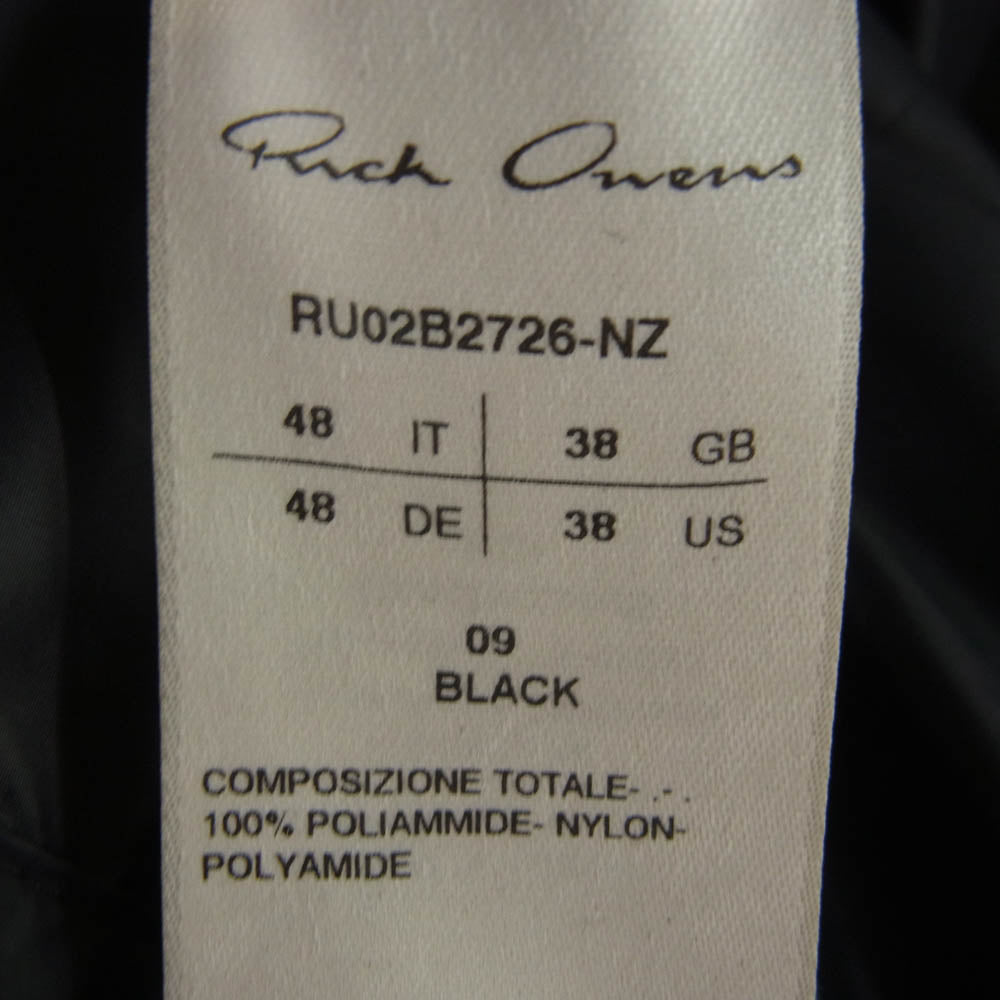 Rick Owens
RU02B2726-NZ
48 IT 38 GB
48 DE 38 US
09
BLACK
COMPOSIZIONE TOTALE- .- .
100% POLIAMMIDE- NYLON-
POLYAMIDE